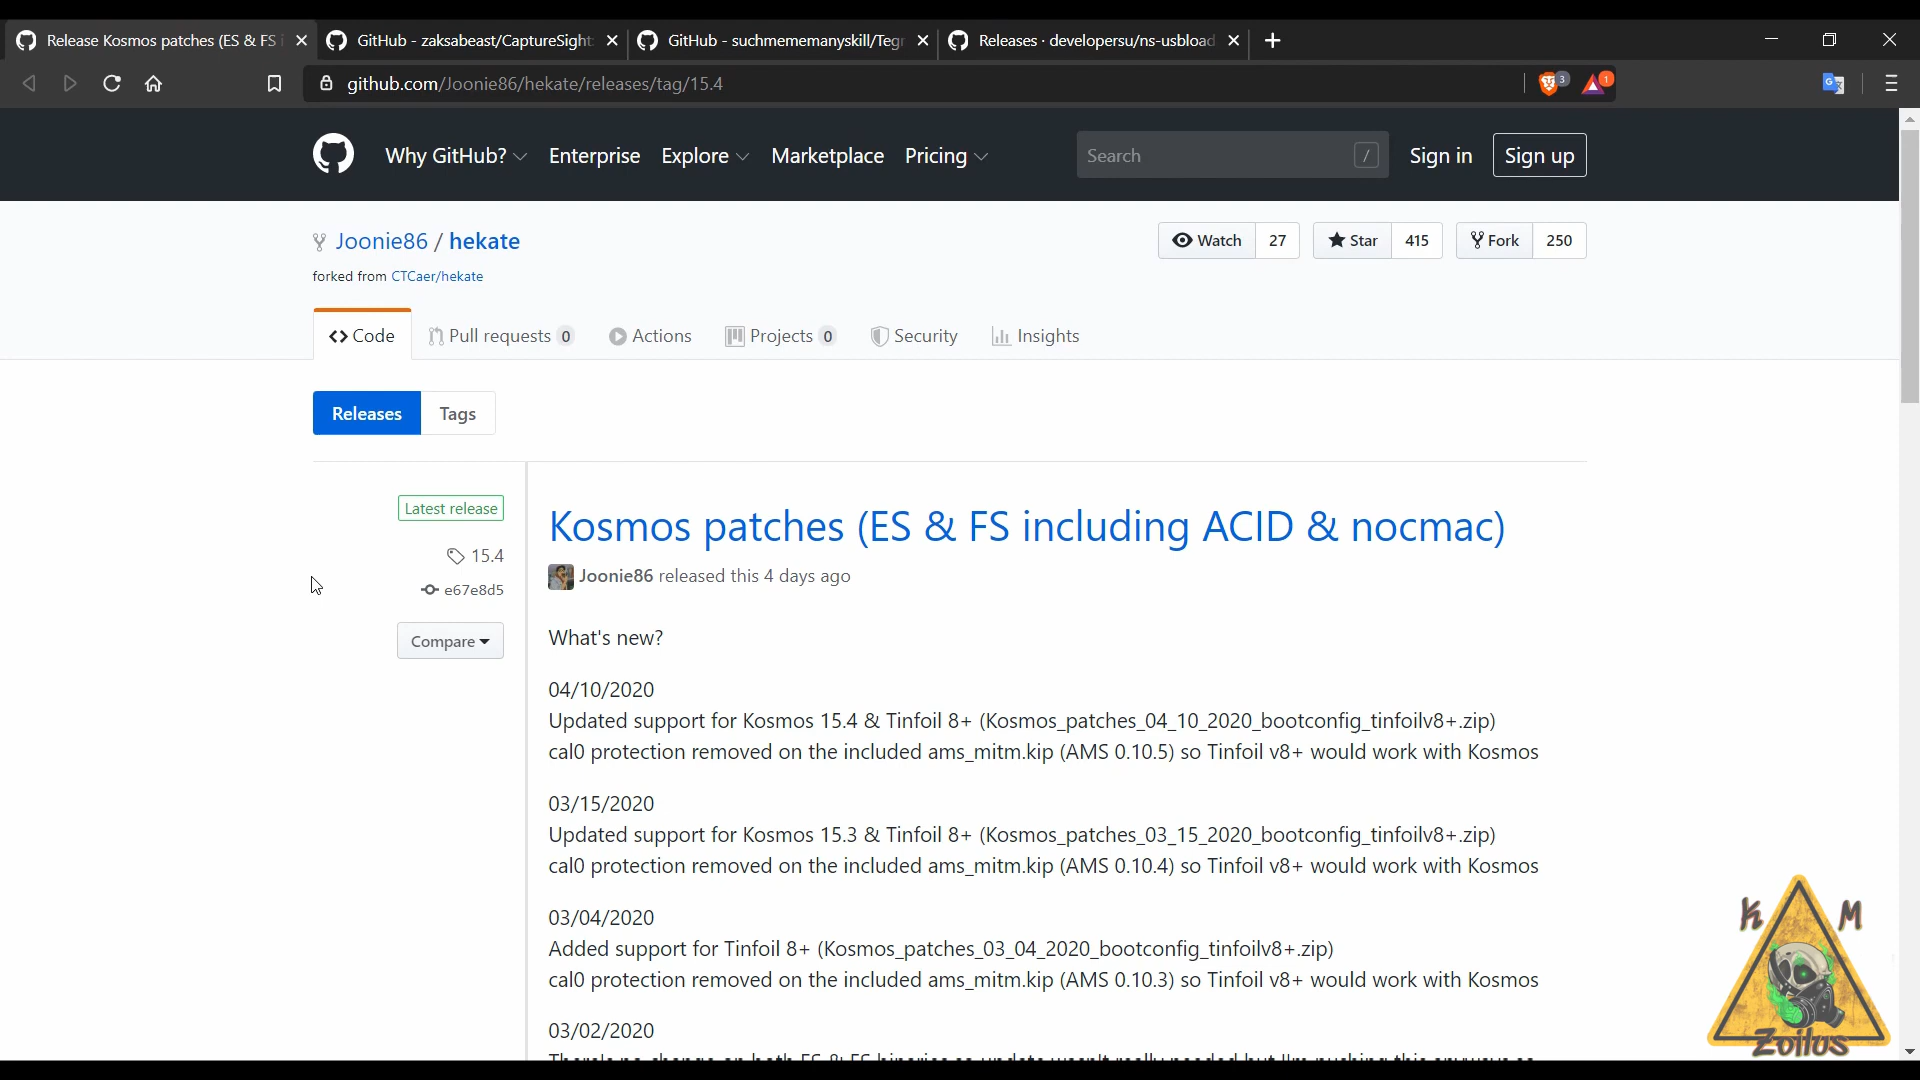 Release Kosmos patches (ES & FS i
GitHub - zaksabeast/CaptureSight:
GitHub - suchmememanyskill/Tegr
Releases · developersu/ns-usbload
github.com/Joonie86/hekate/releases/tag/15.4
3
1
Why GitHub?
Enterprise
Explore
Marketplace
Pricing
Search
/
Sign in
Sign up
Joonie86 / hekate
Watch 27
Star 415
Fork 250
forked from CTCaer/hekate
Code
Pull requests 0
Actions
Projects 0
Security
Insights
Releases
Tags
Latest release
15.4
e67e8d5
Compare
Kosmos patches (ES & FS including ACID & nocmac)
Joonie86 released this 4 days ago
What's new?
04/10/2020
Updated support for Kosmos 15.4 & Tinfoil 8+ (Kosmos_patches_04_10_2020_bootconfig_tinfoilv8+.zip)
cal0 protection removed on the included ams_mitm.kip (AMS 0.10.5) so Tinfoil v8+ would work with Kosmos
03/15/2020
Updated support for Kosmos 15.3 & Tinfoil 8+ (Kosmos_patches_03_15_2020_bootconfig_tinfoilv8+.zip)
cal0 protection removed on the included ams_mitm.kip (AMS 0.10.4) so Tinfoil v8+ would work with Kosmos
03/04/2020
Added support for Tinfoil 8+ (Kosmos_patches_03_04_2020_bootconfig_tinfoilv8+.zip)
cal0 protection removed on the included ams_mitm.kip (AMS 0.10.3) so Tinfoil v8+ would work with Kosmos
03/02/2020
K M
Zoilus